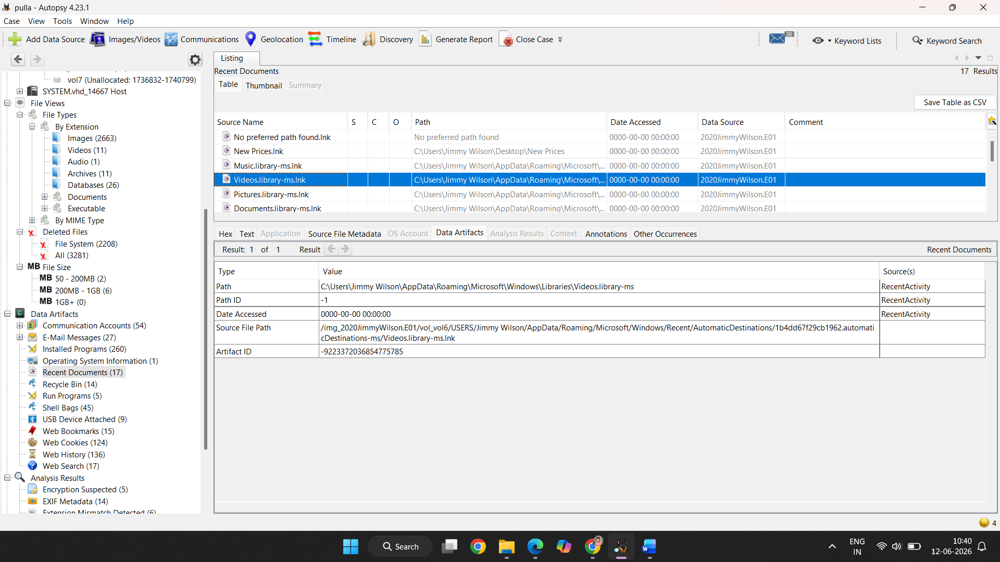 pulla - Autopsy 4.23.1
Case View Tools Window Help
Add Data Source Images/Videos Communications Geolocation Timeline Discovery Generate Report Close Case 38 Keyword Lists Keyword Search
Listing
Recent Documents 17 Results
Table Thumbnail Summary
Save Table as CSV
Source Name S C O Path Date Accessed Data Source Comment
No preferred path found.lnk No preferred path found 0000-00-00 00:00:00 2020JimmyWilson.E01
New Prices.lnk C:\Users\Jimmy Wilson\Desktop\New Prices 0000-00-00 00:00:00 2020JimmyWilson.E01
Music.library-ms.lnk C:\Users\Jimmy Wilson\AppData\Roaming\Microsoft\... 0000-00-00 00:00:00 2020JimmyWilson.E01
Videos.library-ms.lnk C:\Users\Jimmy Wilson\AppData\Roaming\Microsoft\... 0000-00-00 00:00:00 2020JimmyWilson.E01
Pictures.library-ms.lnk C:\Users\Jimmy Wilson\AppData\Roaming\Microsoft\... 0000-00-00 00:00:00 2020JimmyWilson.E01
Documents.library-ms.lnk C:\Users\Jimmy Wilson\AppData\Roaming\Microsoft\... 0000-00-00 00:00:00 2020JimmyWilson.E01
vol7 (Unallocated: 1736832-1740799)
SYSTEM.vhd_14667 Host
File Views
File Types
By Extension
Images (2663)
Videos (11)
Audio (1)
Archives (11)
Databases (26)
Documents
Executable
By MIME Type
Deleted Files
File System (2208)
All (3281)
MB File Size
MB 50 - 200MB (2)
MB 200MB - 1GB (6)
MB 1GB+ (0)
Data Artifacts
Communication Accounts (54)
E-Mail Messages (27)
Installed Programs (260)
Operating System Information (1)
Recent Documents (17)
Recycle Bin (14)
Run Programs (5)
Shell Bags (45)
USB Device Attached (9)
Web Bookmarks (15)
Web Cookies (124)
Web History (136)
Web Search (17)
Analysis Results
Encryption Suspected (5)
EXIF Metadata (14)
Extension Mismatch Detected (6)
Hex Text Application Source File Metadata OS Account Data Artifacts Analysis Results Context Annotations Other Occurrences
Result: 1 of 1 Result Recent Documents
Type Value Source(s)
Path C:\Users\Jimmy Wilson\AppData\Roaming\Microsoft\Windows\Libraries\Videos.library-ms RecentActivity
Path ID -1 RecentActivity
Date Accessed 0000-00-00 00:00:00 RecentActivity
Source File Path /img_2020JimmyWilson.E01/vol_vol6/USERS/Jimmy Wilson/AppData/Roaming/Microsoft/Windows/Recent/AutomaticDestinations/1b4dd67f29cb1962.automati
cDestinations-ms/Videos.library-ms.lnk
Artifact ID -9223372036854775785
4
Search
ENG
IN
10:40
12-06-2026